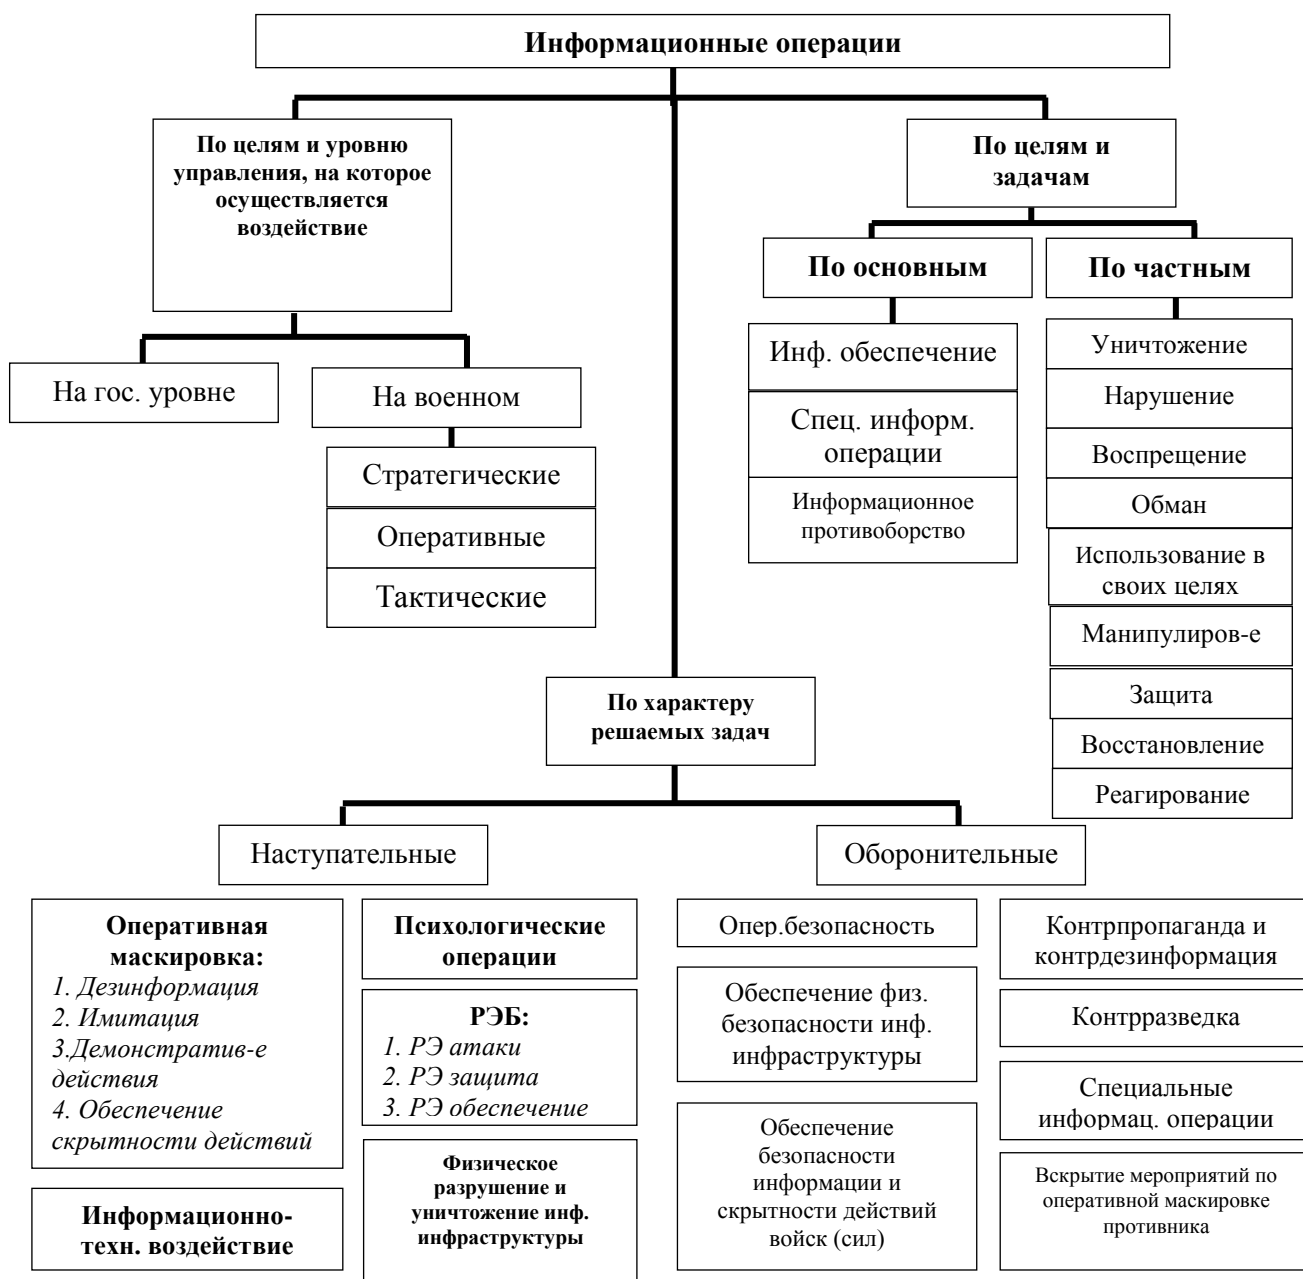 Информационные операции
По целям и уровню
управления, на которое
осуществляется
воздействие
По целям и
задачам
По основным
По частным
На гос. уровне
На военном
Стратегические
Оперативные
Тактические
Инф. обеспечение
Спец. информ.
операции
Информационное
противоборство
Уничтожение
Нарушение
Воспрещение
Обман
Использование в
своих целях
Манипулиров-е
Защита
Восстановление
Реагирование
По характеру
решаемых задач
Наступательные
Оборонительные
Оперативная
маскировка:
1. Дезинформация
2. Имитация
3.Демонстратив-е
действия
4. Обеспечение
скрытности действий
Информационно-
техн. воздействие
Психологические
операции
РЭБ:
1. РЭ атаки
2. РЭ защита
3. РЭ обеспечение
Физическое
разрушение и
уничтожение инф.
инфраструктуры
Опер.безопасность
Обеспечение физ.
безопасности инф.
инфраструктуры
Обеспечение
безопасности
информации и
скрытности действий
войск (сил)
Контрпропаганда и
контрдезинформация
Контрразведка
Специальные
информац. операции
Вскрытие мероприятий по
оперативной маскировке
противника